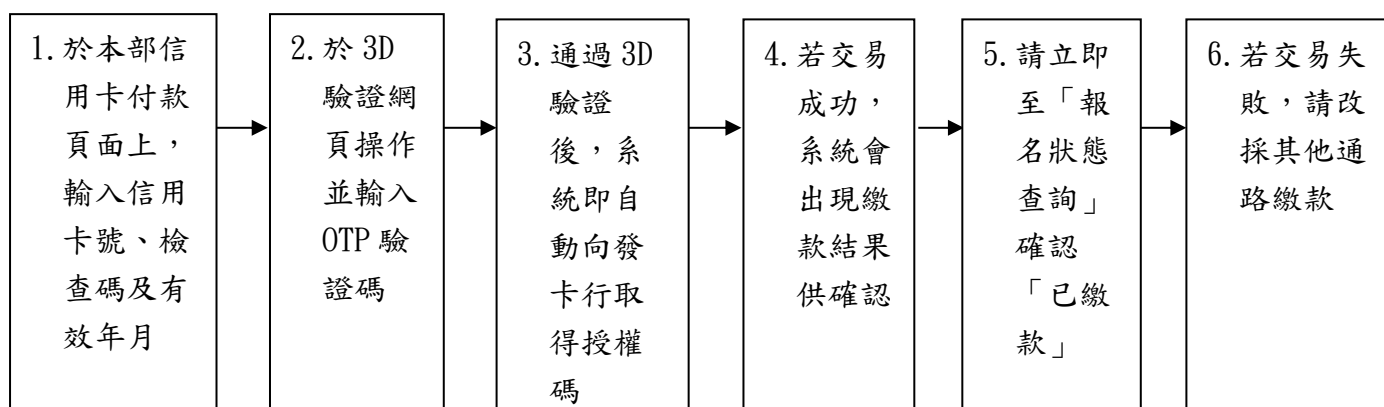 1.於本部信
用卡付款
頁面上，
輸入信用
卡號、檢
查碼及有
效年月
2.於 3D
驗證網
頁操作
並輸入
OTP 驗
證碼
3.通過 3D
驗證
後，系
統即自
動向發
卡行取
得授權
碼
4.若交易
成功，
系統會
出現繳
款結果
供確認
5.請立即
至「報
名狀態
查詢」
確認
「已繳
款」
6.若交易失
敗，請改
採其他通
路繳款